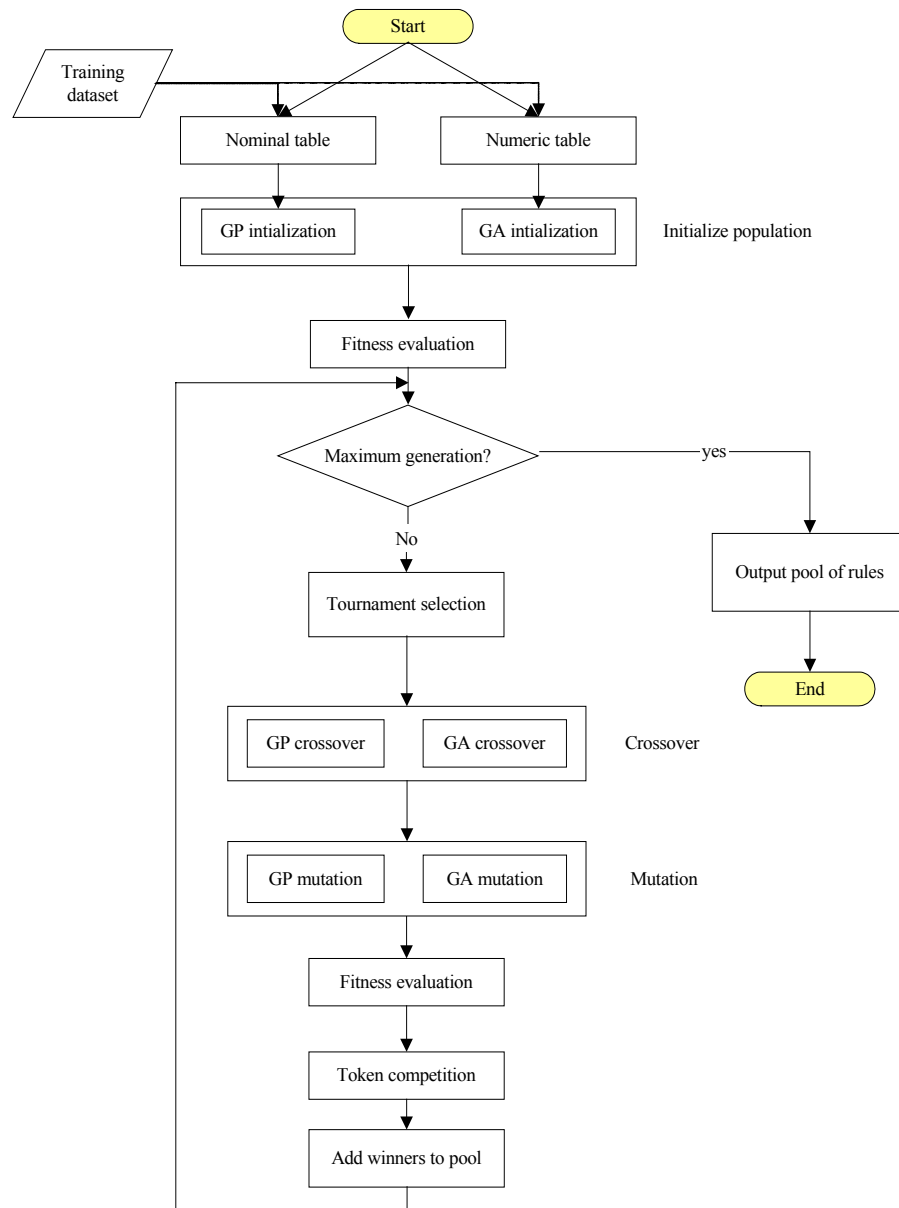 Start
Training
dataset
Nominal table
Numeric table
GP intialization
GA intialization
Initialize population
Fitness evaluation
Maximum generation?
yes
No
Output pool of rules
Tournament selection
End
GP crossover
GA crossover
Crossover
GP mutation
GA mutation
Mutation
Fitness evaluation
Token competition
Add winners to pool